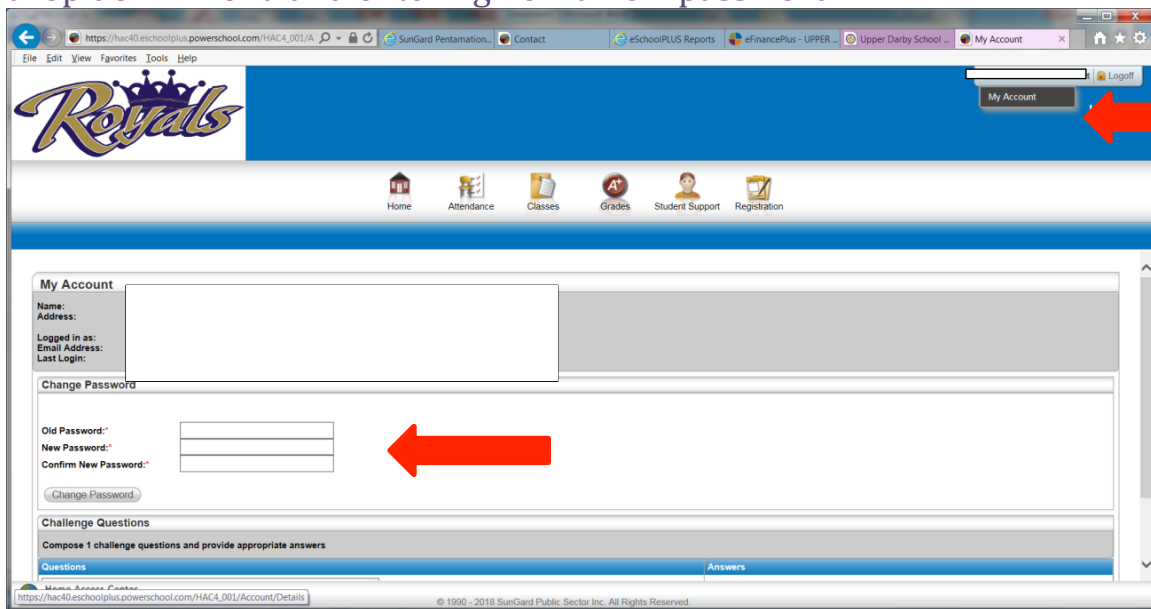 https://hac40.eschoolplus.powerschool.com/HAC4_001/A
SunGard Pentamation...
Contact
eSchoolPLUS Reports
eFinancePlus - UPPER ...
Upper Darby School ...
My Account
File Edit View Favorites Tools Help
Logoff
My Account
Royals
Home
Attendance
Classes
Grades
Student Support
Registration
My Account
Name:
Address:
Logged in as:
Email Address:
Last Login:
Change Password
Old Password:*
New Password:*
Confirm New Password:*
Change Password
Challenge Questions
Compose 1 challenge questions and provide appropriate answers
Questions Answers
Home Access Center
https://hac40.eschoolplus.powerschool.com/HAC4_001/Account/Details
© 1990 - 2018 SunGard Public Sector Inc. All Rights Reserved.